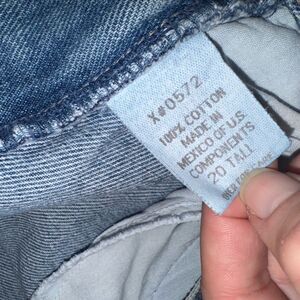 X#0572
100% COTTON
MADE IN
MEXICO OF U.S.
COMPONENTS
20 TALL